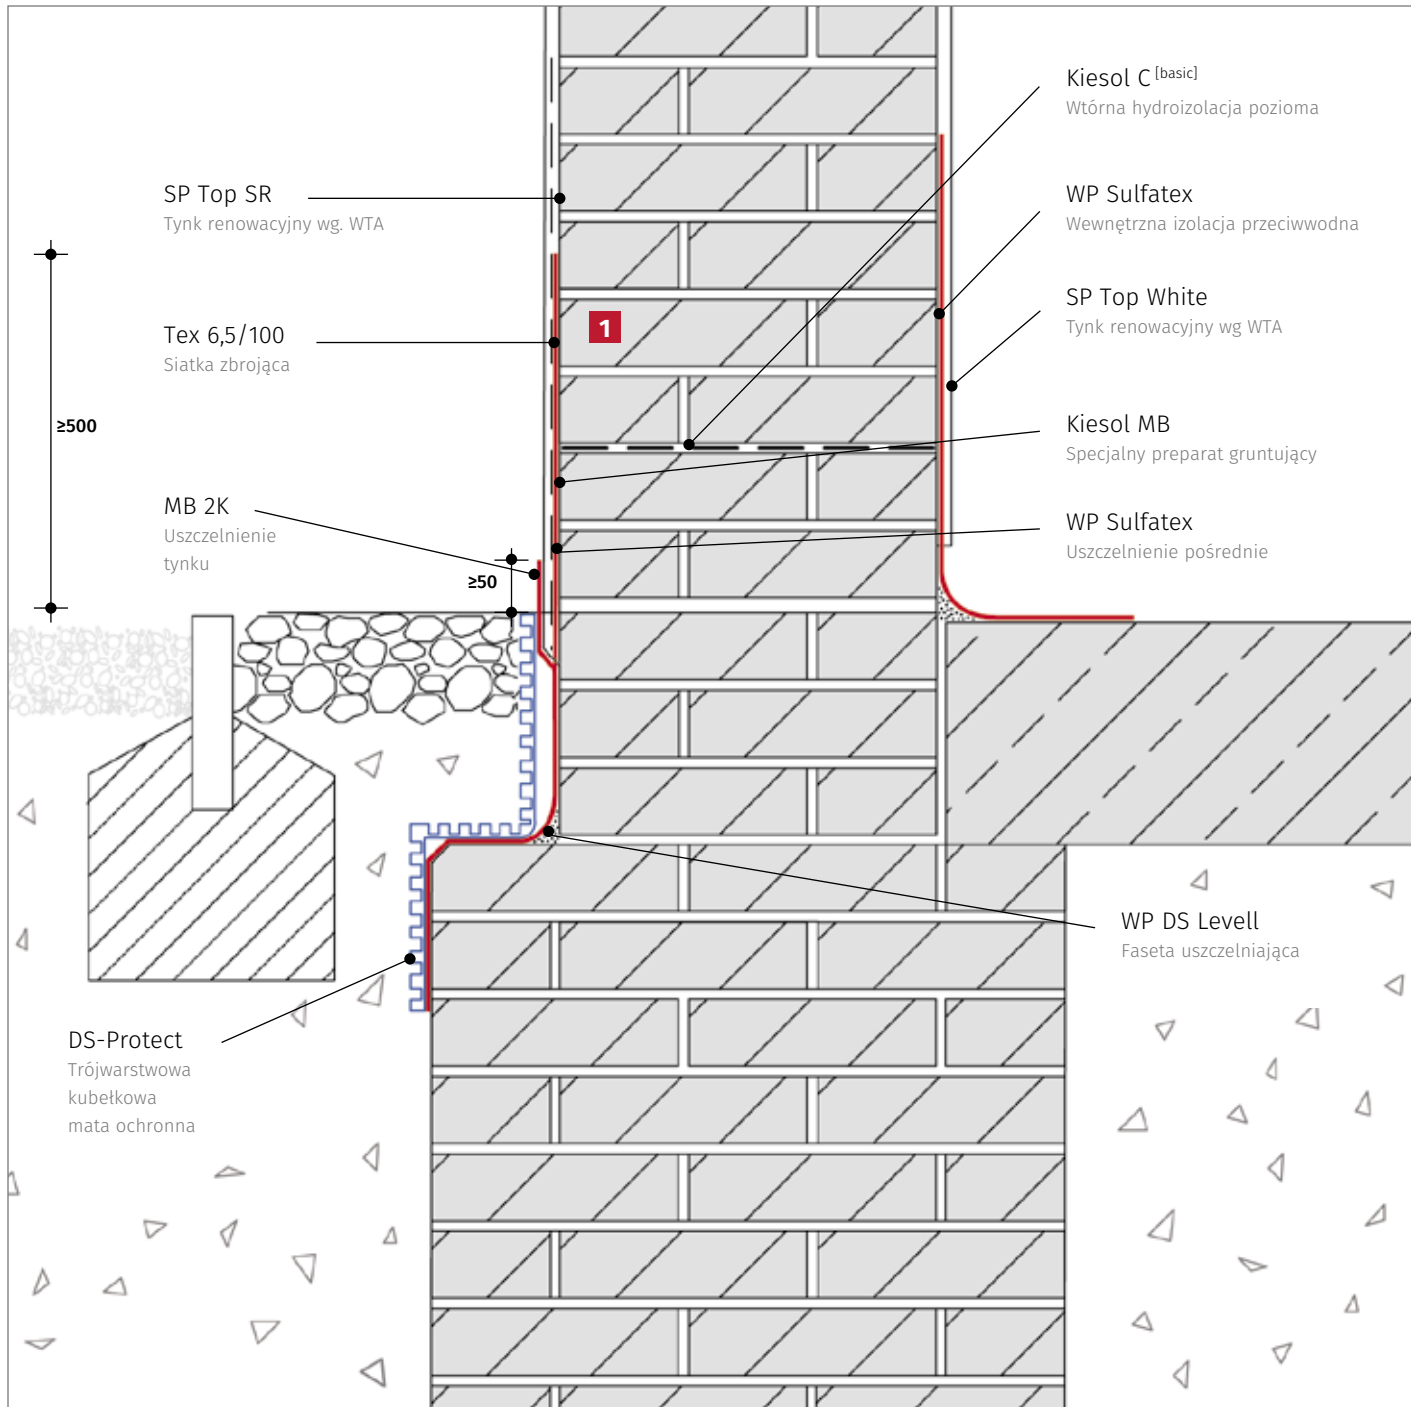 Kiesol C [basic]
Wtórna hydroizolacja pozioma
SP Top SR
Tynk renowacyjny wg. WTA
WP Sulfatex
Wewnętrzna izolacja przeciwwodna
SP Top White
Tynk renowacyjny wg WTA
Tex 6,5/100
Siatka zbrojąca
1
≥500
Kiesol MB
Specjalny preparat gruntujący
MB 2K
Uszczelnienie
tynku
WP Sulfatex
Uszczelnienie pośrednie
≥50
WP DS Levell
Faseta uszczelniająca
DS-Protect
Trójwarstwowa
kubełkowa
mata ochronna